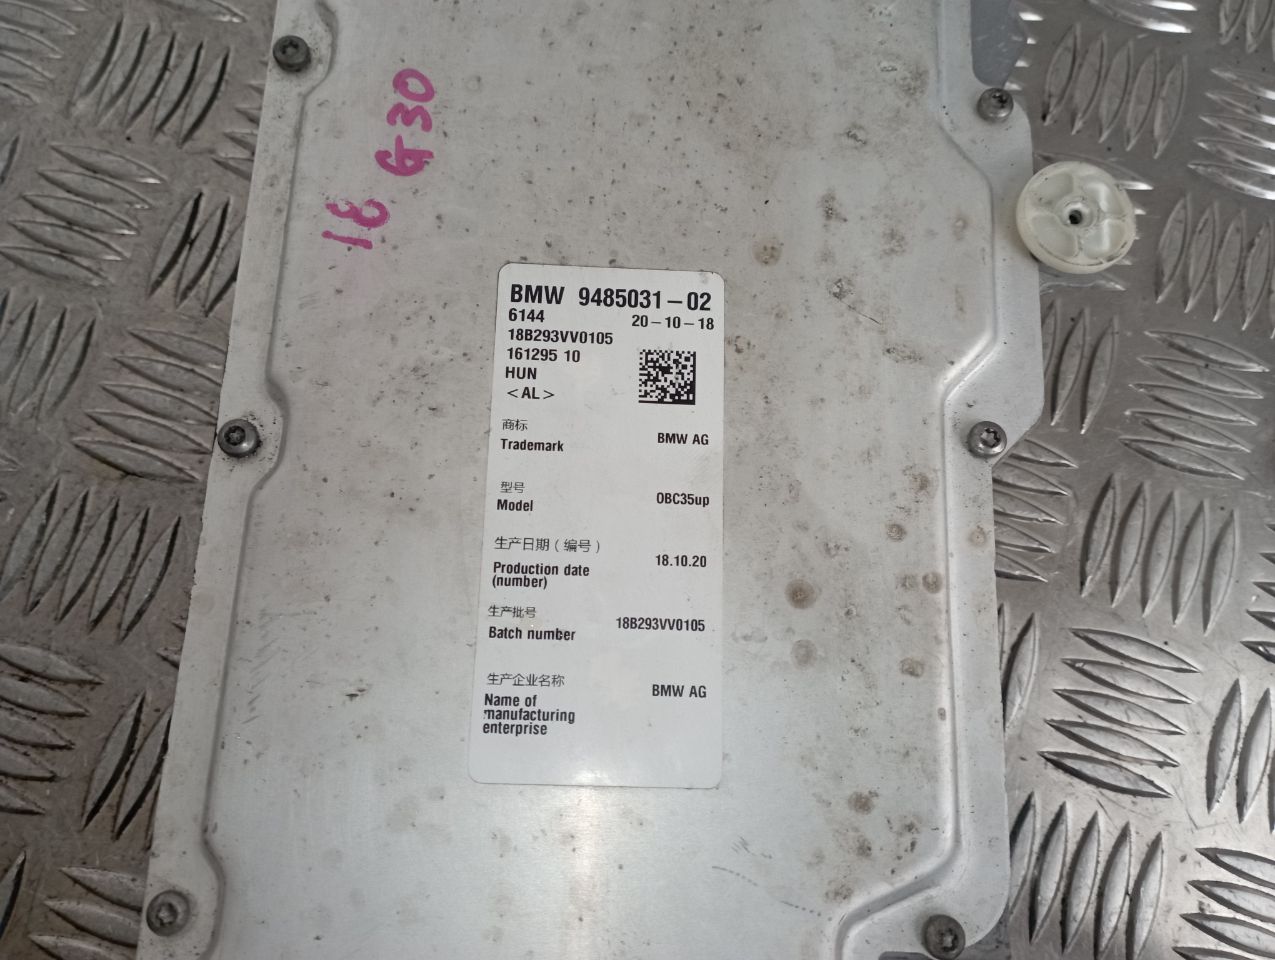 18 G30
BMW 9485031-02
6144 20-10-18
18B293VV0105
161295 10
HUN
<AL>
商标
Trademark BMW AG
型号
Model OBC35up
生产日期（编号）
Production date 18.10.20
(number)
生产批号
Batch number 18B293VV0105
生产企业名称
Name of BMW AG
manufacturing
enterprise